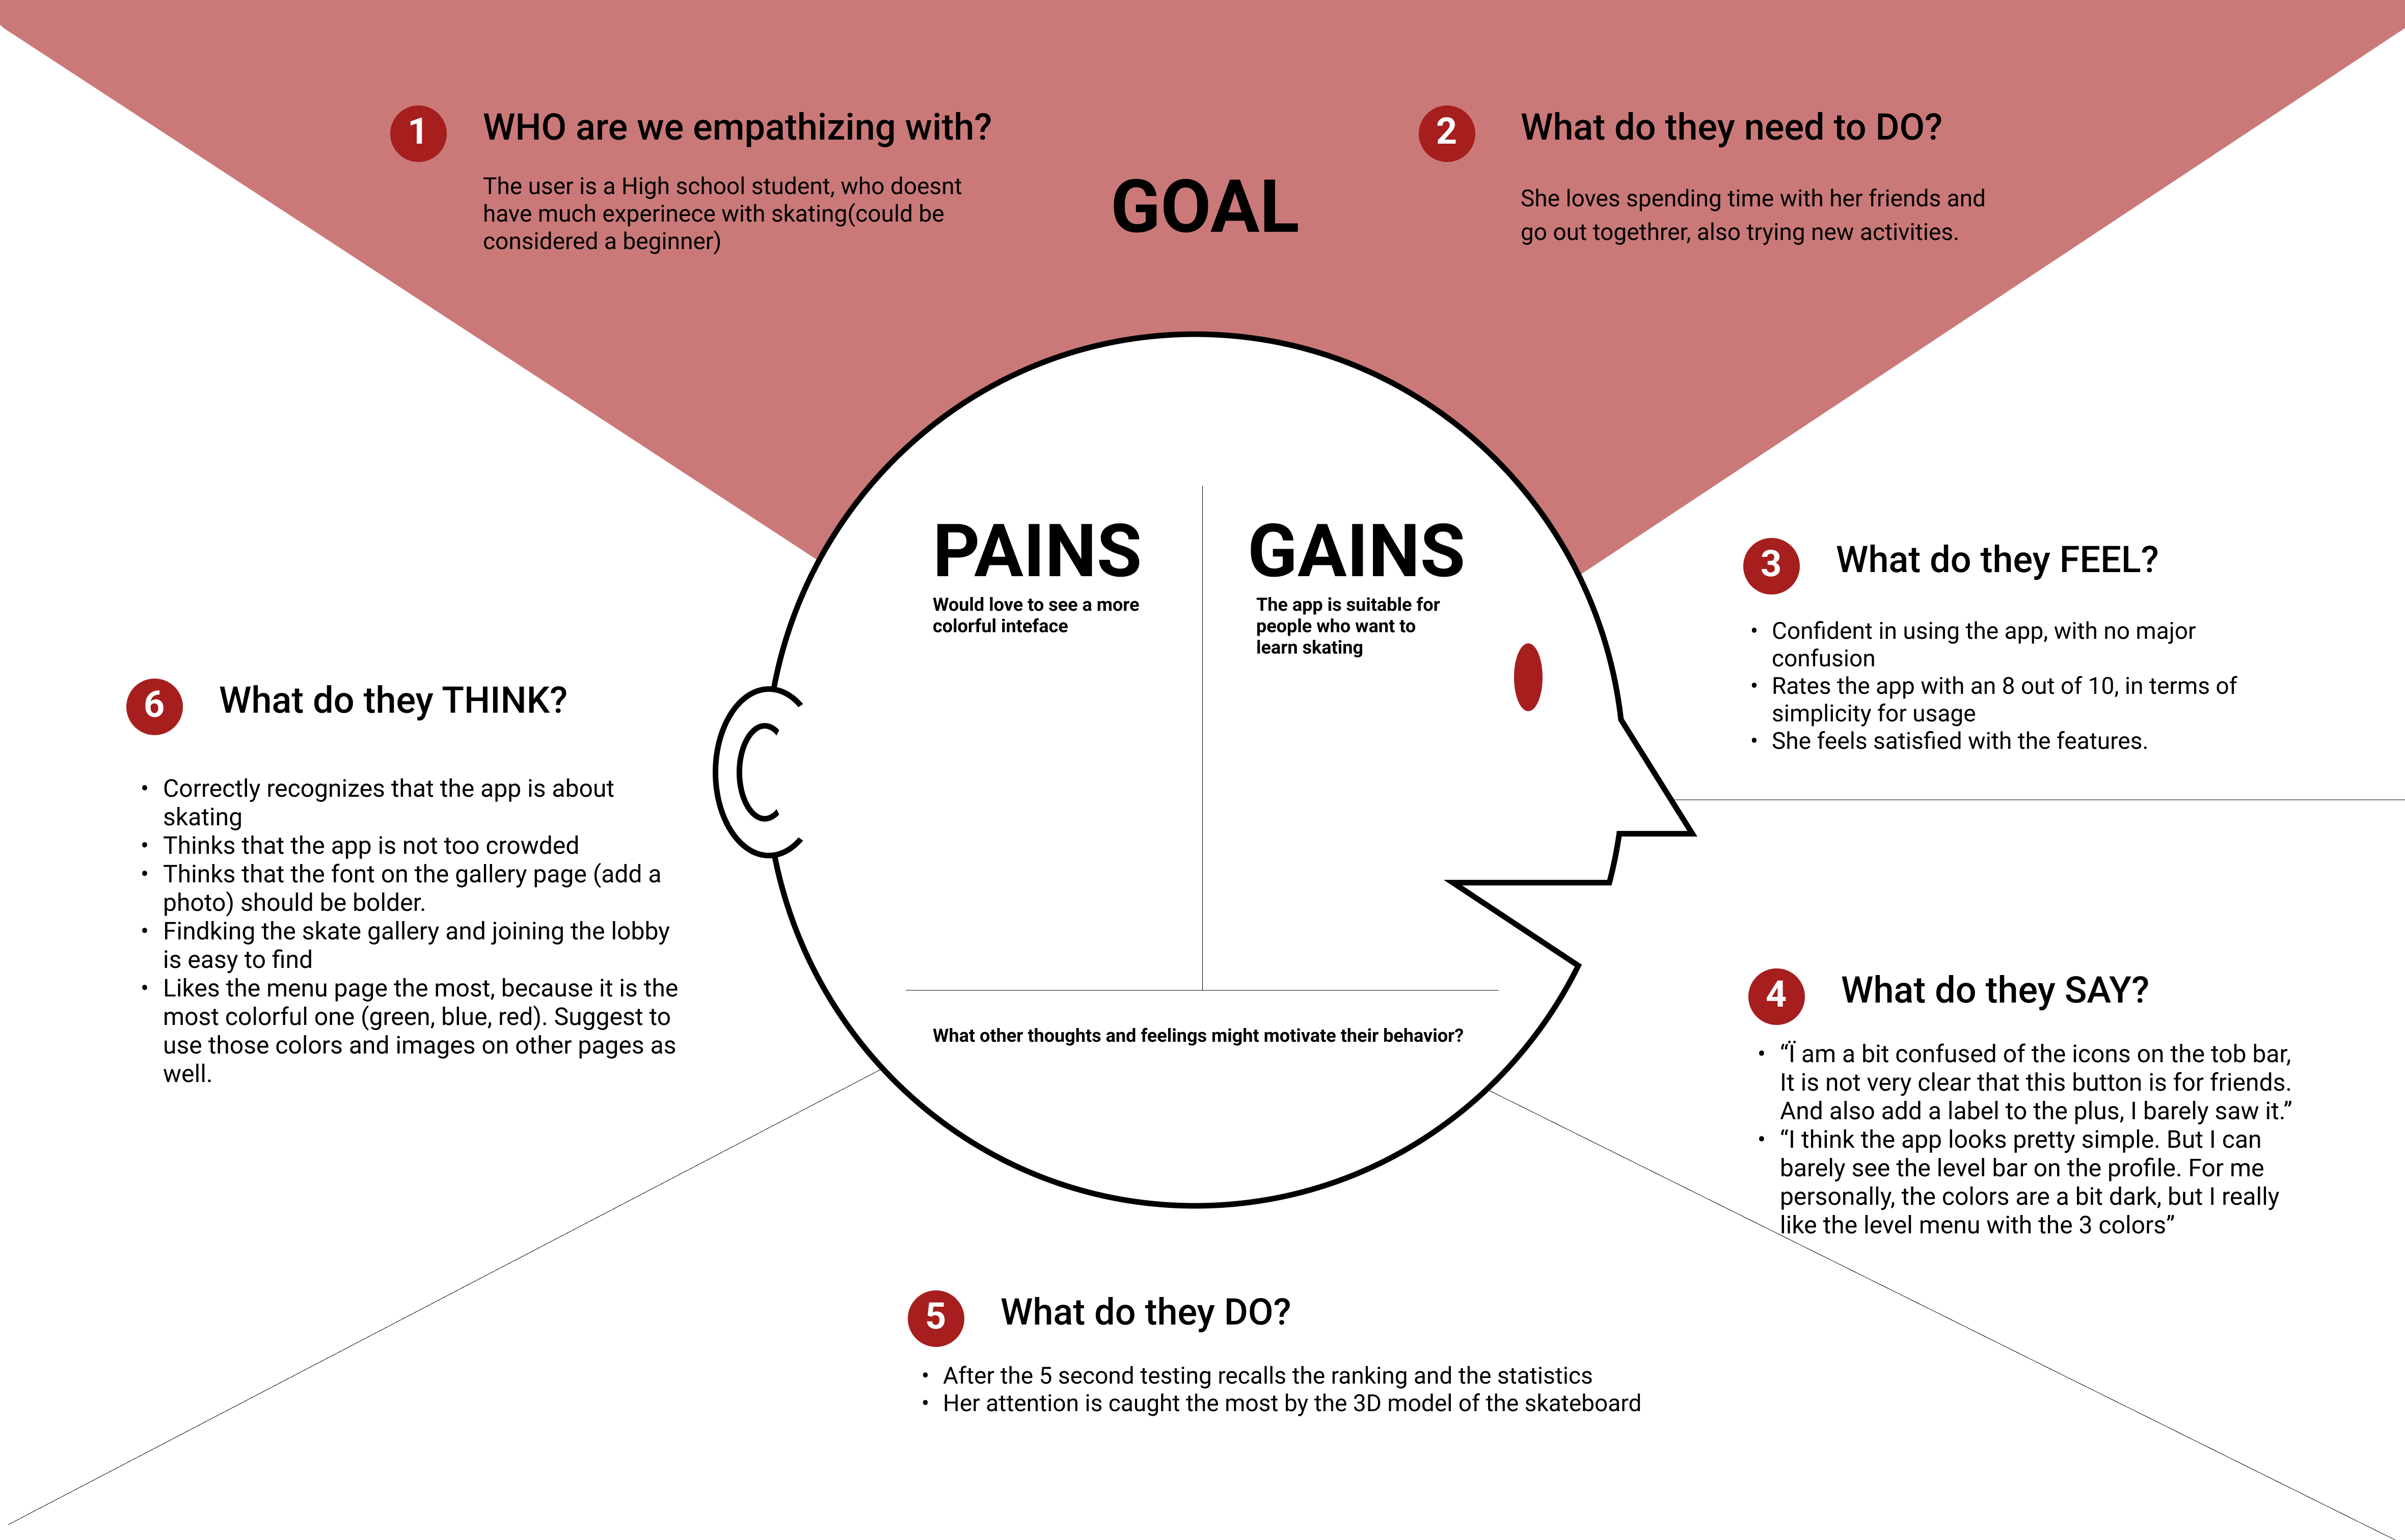 1
WHO are we empathizing with?
The user is a High school student, who doesnt
have much experinece with skating(could be
considered a beginner)
GOAL
2
What do they need to DO?
She loves spending time with her friends and
go out togethrer, also trying new activities.
PAINS
Would love to see a more
colorful inteface
GAINS
The app is suitable for
people who want to
learn skating
What other thoughts and feelings might motivate their behavior?
3
What do they FEEL?
• Confident in using the app, with no major
confusion
• Rates the app with an 8 out of 10, in terms of
simplicity for usage
• She feels satisfied with the features.
4
What do they SAY?
• “Ï am a bit confused of the icons on the tob bar,
It is not very clear that this button is for friends.
And also add a label to the plus, I barely saw it.”
• “I think the app looks pretty simple. But I can
barely see the level bar on the profile. For me
personally, the colors are a bit dark, but I really
like the level menu with the 3 colors”
5
What do they DO?
• After the 5 second testing recalls the ranking and the statistics
• Her attention is caught the most by the 3D model of the skateboard
6
What do they THINK?
• Correctly recognizes that the app is about
skating
• Thinks that the app is not too crowded
• Thinks that the font on the gallery page (add a
photo) should be bolder.
• Findking the skate gallery and joining the lobby
is easy to find
• Likes the menu page the most, because it is the
most colorful one (green, blue, red). Suggest to
use those colors and images on other pages as
well.